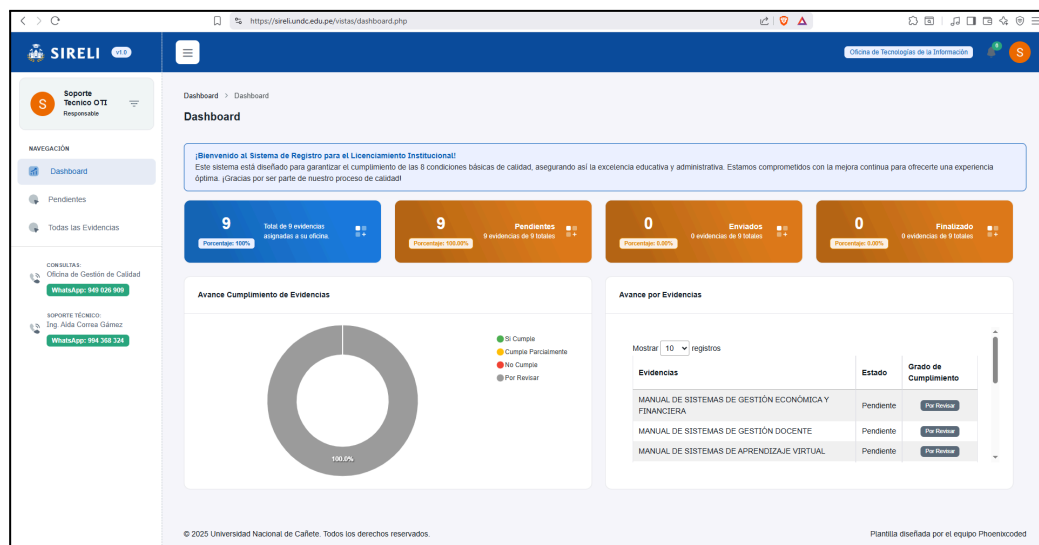 https://sireli.undc.edu.pe/vistas/dashboard.php
SIRELI v1.0
Oficina de Tecnologías de la Información
S
S
Soporte
Tecnico OTI
Responsable
NAVEGACIÓN
Dashboard
Pendientes
Todas las Evidencias
CONSULTAS:
Oficina de Gestión de Calidad
WhatsApp: 949 026 909
SOPORTE TÉCNICO:
Ing. Aida Correa Gámez
WhatsApp: 994 368 324
Dashboard > Dashboard
Dashboard
¡Bienvenido al Sistema de Registro para el Licenciamiento Institucional!
Este sistema está diseñado para garantizar el cumplimiento de las 8 condiciones básicas de calidad, asegurando así la excelencia educativa y administrativa. Estamos comprometidos con la mejora continua para ofrecerte una experiencia
óptima. ¡Gracias por ser parte de nuestro proceso de calidad!
9
Porcentaje: 100%
Total de 9 evidencias
asignadas a su oficina.
9
Porcentaje: 100.00%
Pendientes
9 evidencias de 9 totales
0
Porcentaje: 0.00%
Enviados
0 evidencias de 9 totales
0
Porcentaje: 0.00%
Finalizado
0 evidencias de 9 totales
Avance Cumplimiento de Evidencias
Si Cumple
Cumple Parcialmente
No Cumple
Por Revisar
100.0%
Avance por Evidencias
Mostrar 10 registros
Evidencias Estado Grado de Cumplimiento
MANUAL DE SISTEMAS DE GESTIÓN ECONÓMICA Y FINANCIERA Pendiente Por Revisar
MANUAL DE SISTEMAS DE GESTIÓN DOCENTE Pendiente Por Revisar
MANUAL DE SISTEMAS DE APRENDIZAJE VIRTUAL Pendiente Por Revisar
© 2025 Universidad Nacional de Cañete. Todos los derechos reservados.
Plantilla diseñada por el equipo Phoenixcoded